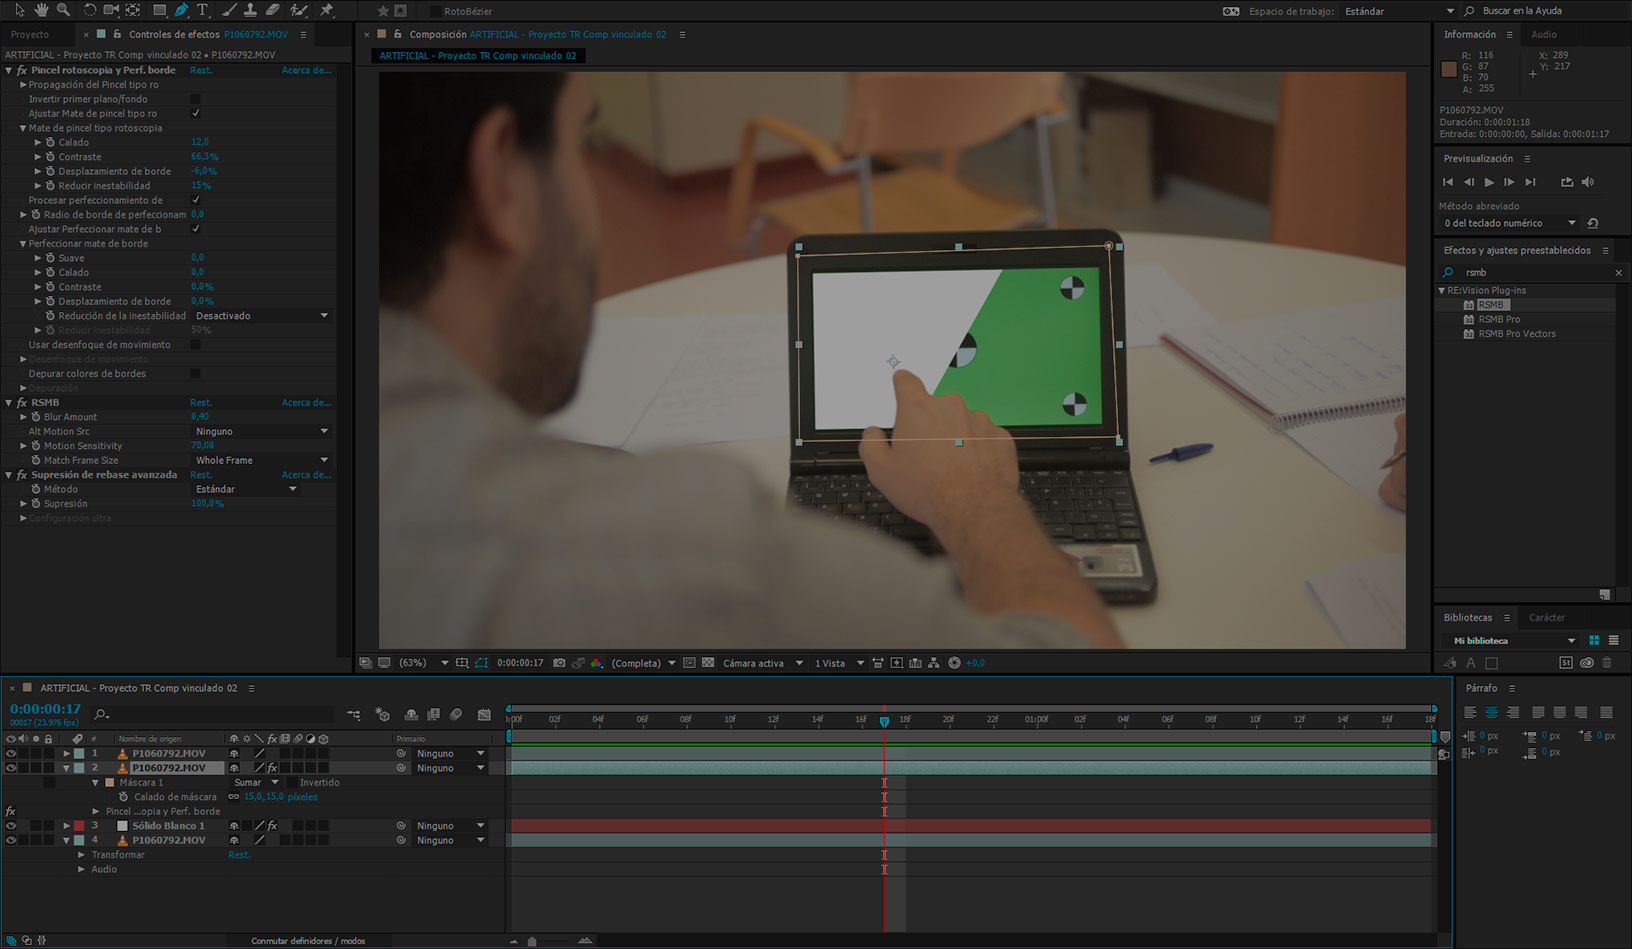 RotoBézier
Espacio de trabajo: Estándar
Buscar en la Ayuda
Proyecto
× Controles de efectos P1060792.MOV
ARTIFICIAL - Proyecto TR Comp vinculado 02 • P1060792.MOV
fx Pincel rotoscopia y Perf. borde Rest. Acerca de...
Propagación del Pincel tipo ro
Invertir primer plano/fondo
Ajustar Mate de pincel tipo ro
Mate de pincel tipo rotoscopia
Calado 12,0
Contraste 66,3%
Desplazamiento de borde -6,0%
Reducir inestabilidad 15%
Procesar perfeccionamiento de
Radio de borde de perfeccionam 0,0
Ajustar Perfeccionar mate de b
Perfeccionar mate de borde
Suave 0,0
Calado 0,0
Contraste 0,0%
Desplazamiento de borde 0,0%
Reducción de la inestabilidad Desactivado
Reducir inestabilidad 50%
Usar desenfoque de movimiento
Desenfoque de movimiento
Depurar colores de bordes
Depuración
fx RSMB Rest. Acerca de...
Blur Amount 0,40
Alt Motion Src Ninguno
Motion Sensitivity 70,00
Match Frame Size Whole Frame
fx Supresión de rebase avanzada Rest. Acerca de...
Método Estándar
Supresión 100,0%
Configuración ultra
× Composición ARTIFICIAL - Proyecto TR Comp vinculado 02
ARTIFICIAL - Proyecto TR Comp vinculado 02
(63%) 0:00:00:17 (Completa) Cámara activa 1 Vista +0,0
Información Audio
R: 116 X: 289
G: 87 Y: 217
B: 70
A: 255
P1060792.MOV
Duración: 0:00:01:18
Entrada: 0:00:00:00, Salida: 0:00:01:17
Previsualización
Método abreviado
0 del teclado numérico
Efectos y ajustes preestablecidos
rsmb ×
RE:Vision Plug-ins
RSMB
RSMB Pro
RSMB Pro Vectors
Bibliotecas Carácter
Mi biblioteca
St
Párrafo
0 px 0 px 0 px
0 px 0 px
× ARTIFICIAL - Proyecto TR Comp vinculado 02
0:00:00:17
00017 (23.976 fps)
0:00F 02F 04F 06F 08F 10F 12F 14F 16F 18F 20F 22F 01:00F 02F 04F 06F 08F 10F 12F 14F 16F 18F
# Nombre de origen fx Primario
1 P1060792.MOV Ninguno
2 P1060792.MOV fx Ninguno
Máscara 1 Sumar Invertido
Calado de máscara 15,0,15,0 píxeles
fx Pincel ...opia y Perf. borde
3 Sólido Blanco 1 fx Ninguno
4 P1060792.MOV Ninguno
Transformar Rest.
Audio
Conmutar definidores / modos